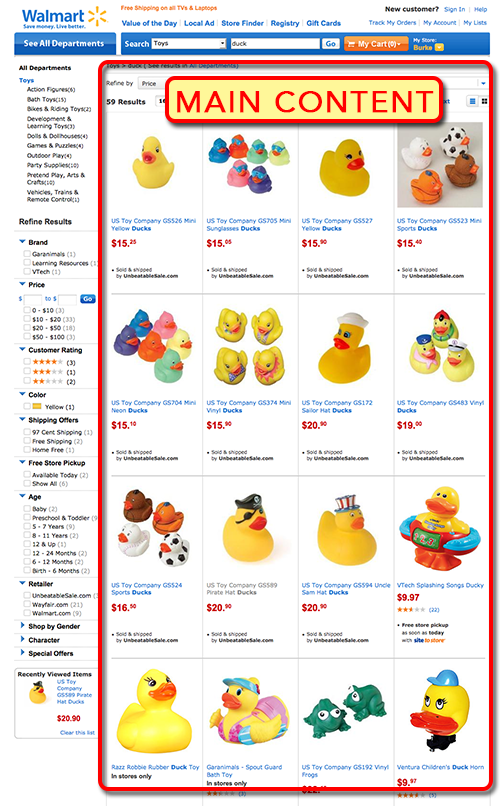 Walmart
Save money. Live better.
Free Shipping on all TVs & Laptops
New customer? Sign In | Help
Value of the Day | Local Ad | Store Finder | Registry | Gift Cards
Track My Orders | My Account | My Lists
See All Departments
Search Toys duck Go My Cart (0) My Store: Burke
All Departments
Toys
Action Figures(6)
Bath Toys(15)
Bikes & Riding Toys(2)
Development & Learning Toys(3)
Dolls & Dollhouses(4)
Games & Puzzles(4)
Outdoor Play(4)
Party Supplies(10)
Pretend Play, Arts & Crafts(10)
Vehicles, Trains & Remote Control(1)
Refine Results
Brand
Garanimals (1)
Learning Resources (1
VTech (1)
Price
$ to $ Go
0 - $10 (3)
$10 - $20 (33)
$20 - $50 (18)
$50 - $100 (3)
Customer Rating
(3)
(1)
(2)
Color
Yellow (1)
Shipping Offers
97 Cent Shipping (1)
Free Shipping (2)
Home Free (1)
Free Store Pickup
Available Today (2)
Show All (6)
Age
Baby (2)
Preschool & Toddler (9
5 - 7 Years (9)
8 - 11 Years (2)
12 & Up (1)
12 - 24 Months (2)
6 - 12 Months (2)
Birth - 6 Months (2)
Retailer
UnbeatableSale.com
Wayfair.com (21)
Walmart.com (9)
Shop by Gender
Character
Special Offers
Recently Viewed Items
US Toy Company GS589 Pirate Hat Ducks
$20.90
Clear this list
Toys > duck ( See results in All Departments )
Refine by Price
MAIN CONTENT
59 Results 16
US Toy Company GS526 Mini Yellow Ducks
$15.25
Sold & shipped
by UnbeatableSale.com
US Toy Company GS705 Mini Sunglasses Ducks
$15.05
Sold & shipped
by UnbeatableSale.com
US Toy Company GS527 Yellow Ducks
$15.90
Sold & shipped
by UnbeatableSale.com
US Toy Company GS523 Mini Sports Ducks
$15.40
Sold & shipped
by UnbeatableSale.com
US Toy Company GS704 Mini Neon Ducks
$15.10
Sold & shipped
by UnbeatableSale.com
US Toy Company GS374 Mini Vinyl Ducks
$15.90
Sold & shipped
by UnbeatableSale.com
US Toy Company GS172 Sailor Hat Ducks
$20.90
Sold & shipped
by UnbeatableSale.com
US Toy Company GS483 Vinyl Ducks
$19.00
Sold & shipped
by UnbeatableSale.com
US Toy Company GS524 Sports Ducks
$16.50
Sold & shipped
by UnbeatableSale.com
US Toy Company GS589 Pirate Hat Ducks
$20.90
Sold & shipped
by UnbeatableSale.com
US Toy Company GS594 Uncle Sam Hat Ducks
$20.90
Sold & shipped
by UnbeatableSale.com
VTech Splashing Songs Ducky
$9.97
(22)
Free store pickup
as soon as today
with site to store
Razz Robbie Rubber Duck Toy
In stores only
Garanimals - Spout Guard Bath Toy
In stores only
US Toy Company GS192 Vinyl Frogs
Ventura Children's Duck Horn
$9.97